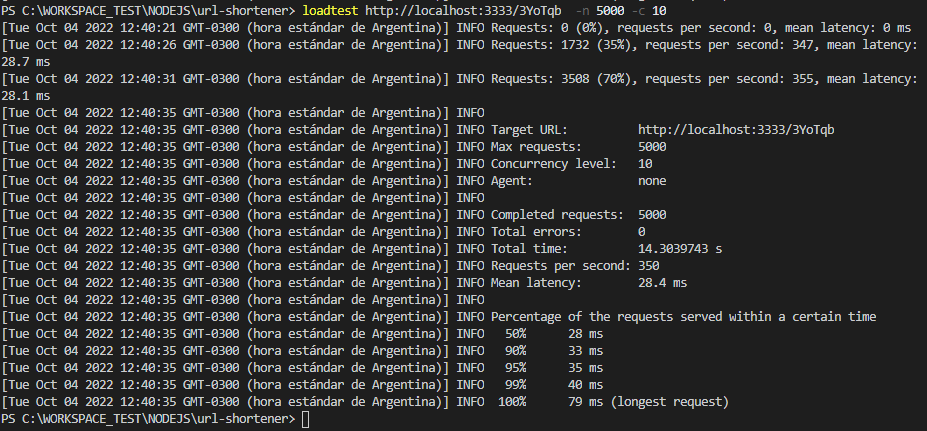 PS C:\WORKSPACE_TEST\NODEJS\url-shortener> loadtest http://localhost:3333/3YoTqb  -n 5000 -c 10
[Tue Oct 04 2022 12:40:21 GMT-0300 (hora estándar de Argentina)] INFO Requests: 0 (0%), requests per second: 0, mean latency: 0 ms
[Tue Oct 04 2022 12:40:26 GMT-0300 (hora estándar de Argentina)] INFO Requests: 1732 (35%), requests per second: 347, mean latency:
28.7 ms
[Tue Oct 04 2022 12:40:31 GMT-0300 (hora estándar de Argentina)] INFO Requests: 3508 (70%), requests per second: 355, mean latency:
28.1 ms
[Tue Oct 04 2022 12:40:35 GMT-0300 (hora estándar de Argentina)] INFO
[Tue Oct 04 2022 12:40:35 GMT-0300 (hora estándar de Argentina)] INFO Target URL:          http://localhost:3333/3YoTqb
[Tue Oct 04 2022 12:40:35 GMT-0300 (hora estándar de Argentina)] INFO Max requests:        5000
[Tue Oct 04 2022 12:40:35 GMT-0300 (hora estándar de Argentina)] INFO Concurrency level:   10
[Tue Oct 04 2022 12:40:35 GMT-0300 (hora estándar de Argentina)] INFO Agent:               none
[Tue Oct 04 2022 12:40:35 GMT-0300 (hora estándar de Argentina)] INFO
[Tue Oct 04 2022 12:40:35 GMT-0300 (hora estándar de Argentina)] INFO Completed requests:  5000
[Tue Oct 04 2022 12:40:35 GMT-0300 (hora estándar de Argentina)] INFO Total errors:        0
[Tue Oct 04 2022 12:40:35 GMT-0300 (hora estándar de Argentina)] INFO Total time:          14.3039743 s
[Tue Oct 04 2022 12:40:35 GMT-0300 (hora estándar de Argentina)] INFO Requests per second: 350
[Tue Oct 04 2022 12:40:35 GMT-0300 (hora estándar de Argentina)] INFO Mean latency:        28.4 ms
[Tue Oct 04 2022 12:40:35 GMT-0300 (hora estándar de Argentina)] INFO
[Tue Oct 04 2022 12:40:35 GMT-0300 (hora estándar de Argentina)] INFO Percentage of the requests served within a certain time
[Tue Oct 04 2022 12:40:35 GMT-0300 (hora estándar de Argentina)] INFO   50%      28 ms
[Tue Oct 04 2022 12:40:35 GMT-0300 (hora estándar de Argentina)] INFO   90%      33 ms
[Tue Oct 04 2022 12:40:35 GMT-0300 (hora estándar de Argentina)] INFO   95%      35 ms
[Tue Oct 04 2022 12:40:35 GMT-0300 (hora estándar de Argentina)] INFO   99%      40 ms
[Tue Oct 04 2022 12:40:35 GMT-0300 (hora estándar de Argentina)] INFO  100%      79 ms (longest request)
PS C:\WORKSPACE_TEST\NODEJS\url-shortener>